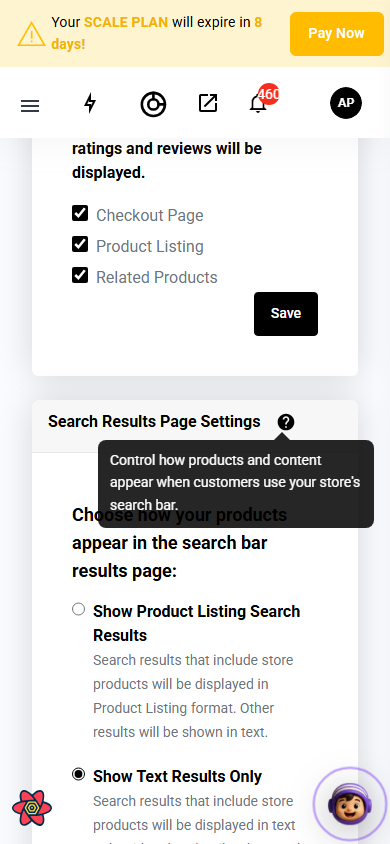 Your SCALE PLAN will expire in 8
days!
Pay Now
460
AP
ratings and reviews will be
displayed.
Checkout Page
Product Listing
Related Products
Save
Search Results Page Settings
Control how products and content
appear when customers use your store's
search bar.
Choose how your products
appear in the search bar
results page:
Show Product Listing Search
Results
Search results that include store
products will be displayed in
Product Listing format. Other
results will be shown in text.
Show Text Results Only
Search results that include store
products will be displayed in text